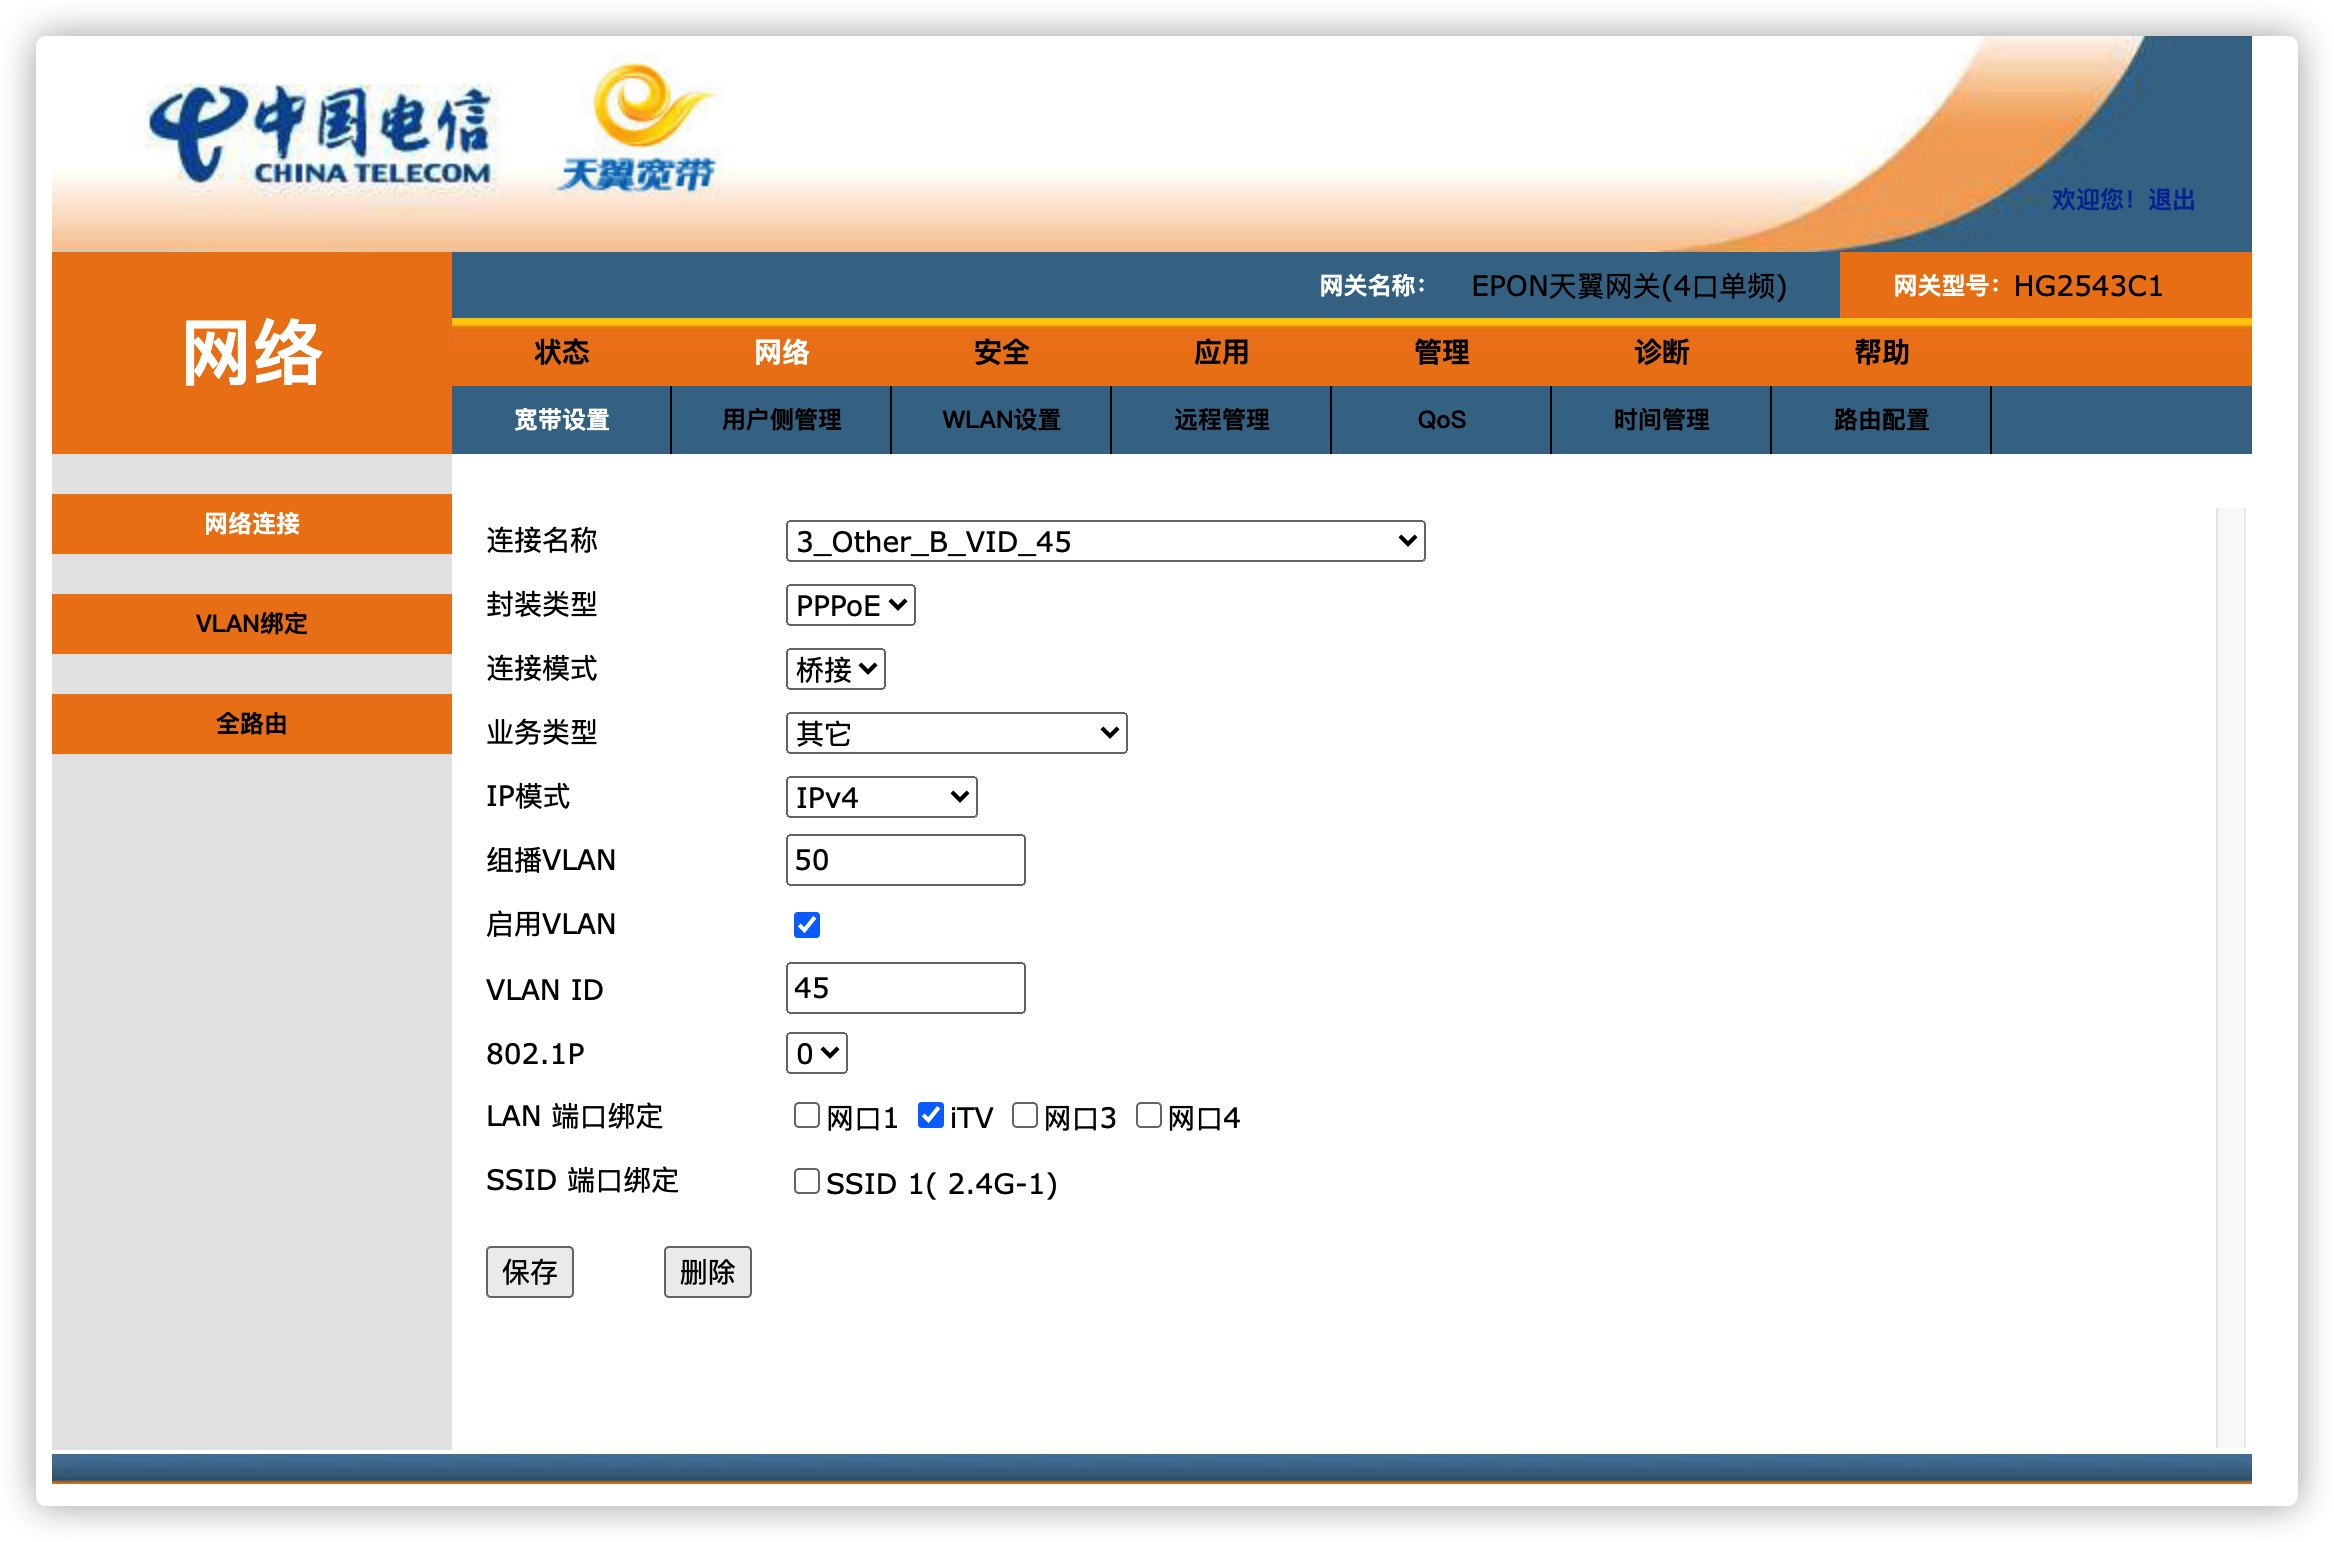 中国电信
CHINA TELECOM
天翼宽带
欢迎您！ 退出
网络
网关名称： EPON天翼网关(4口单频) 网关型号： HG2543C1
状态 网络 安全 应用 管理 诊断 帮助
宽带设置 用户侧管理 WLAN设置 远程管理 QoS 时间管理 路由配置
网络连接
VLAN绑定
全路由
连接名称 3_Other_B_VID_45
封装类型 PPPoE
连接模式 桥接
业务类型 其它
IP模式 IPv4
组播VLAN 50
启用VLAN
VLAN ID 45
802.1P 0
LAN 端口绑定 网口1 iTV 网口3 网口4
SSID 端口绑定 SSID 1( 2.4G-1)
保存 删除